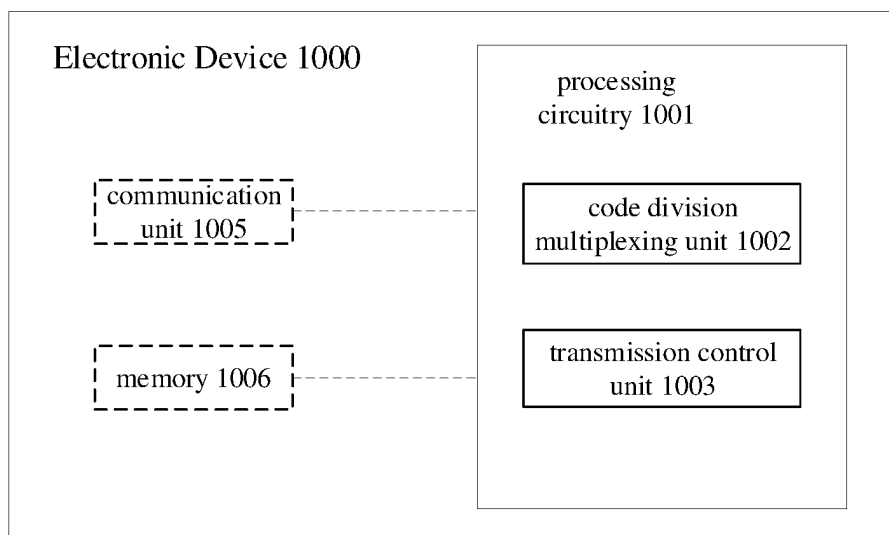 Electronic Device 1000
processing
circuitry 1001
communication
unit 1005
code division
multiplexing unit 1002
memory 1006
transmission control
unit 1003